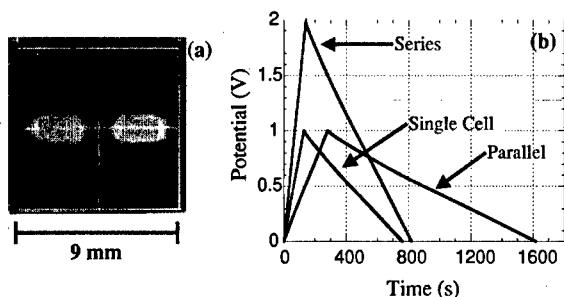 (a)
9 mm
(b)
2
1.5
1
0.5
0
Potential (V)
Series
Single Cell
Parallel
0 400 800 1200 1600
Time (s)